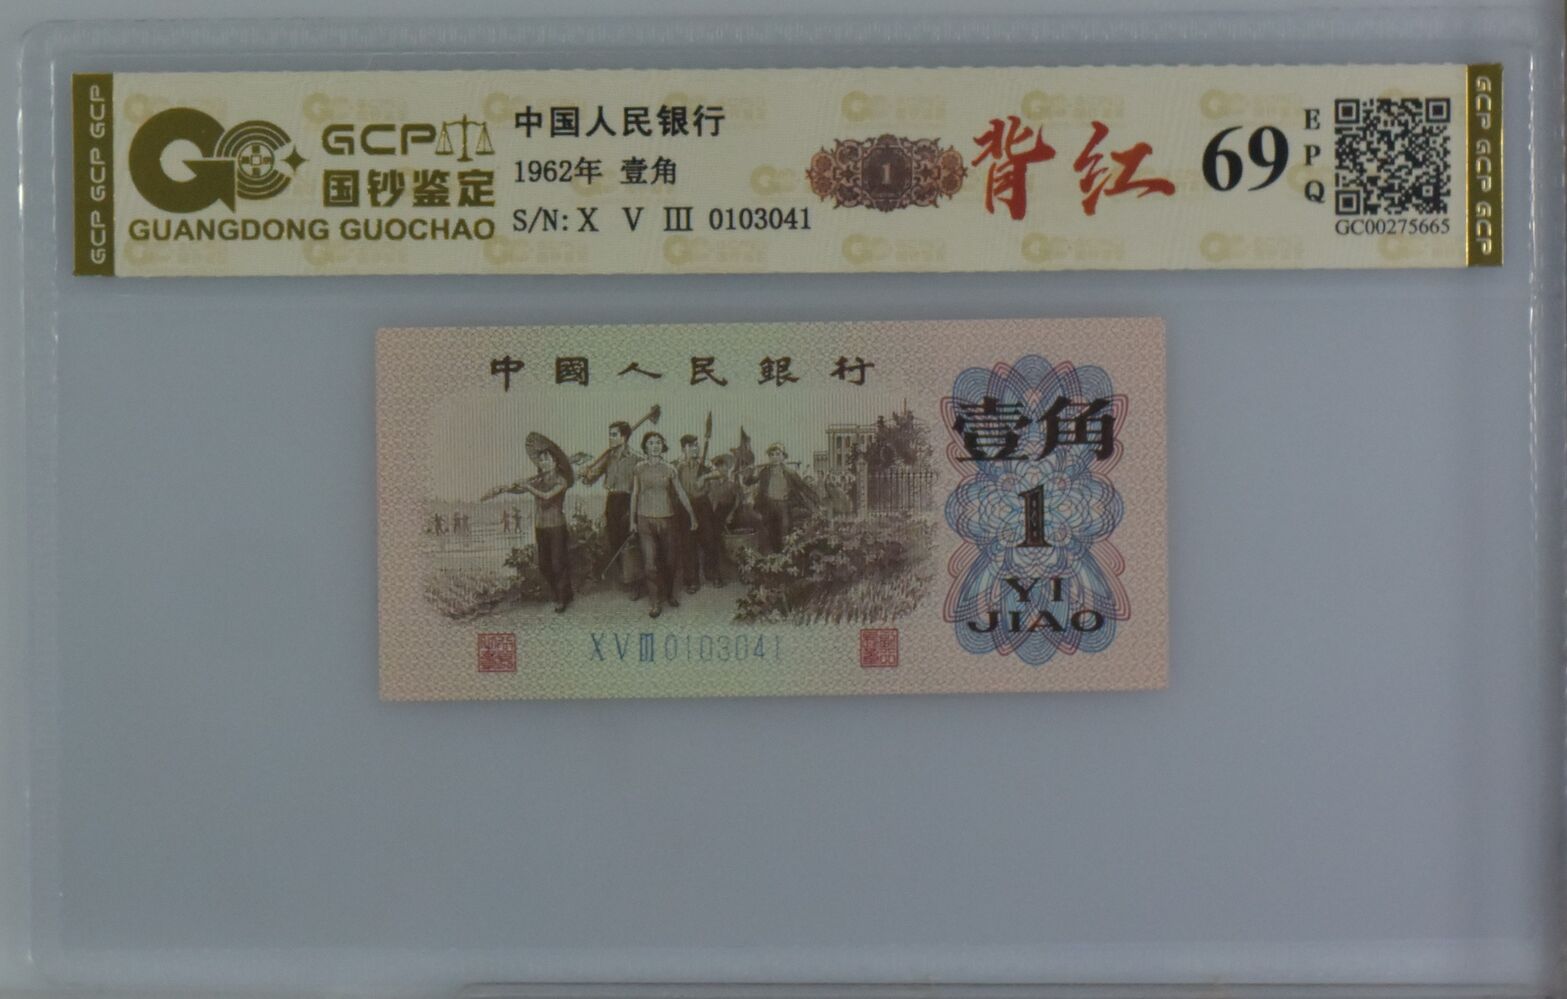 GCP GCP GCP
GCP
国钞鉴定
GUANGDONG GUOCHAO
中国人民银行
1962年 壹角
S/N: X V III 0103041
1
背红
69
E
P
Q
GC00275665
GCP GCP GCP
中國人民銀行
壹角
1
YI
JIAO
X V III 0103041